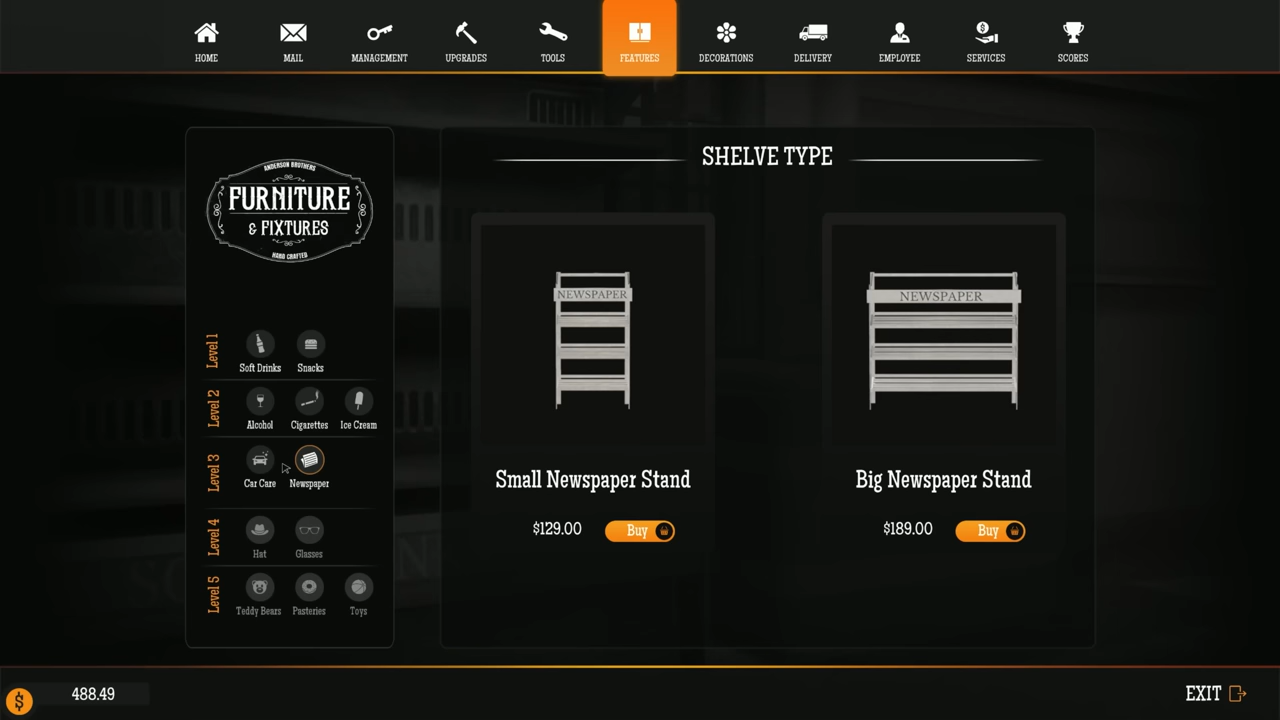 HOME
MAIL
MANAGEMENT
UPGRADES
TOOLS
FEATURES
DECORATIONS
DELIVERY
EMPLOYEE
SERVICES
SCORES
ANDERSON BROTHERS
FURNITURE
& FIXTURES
HAND CRAFTED
Level 1
Soft Drinks
Snacks
Level 2
Alcohol
Cigarettes
Ice Cream
Level 3
Car Care
Newspaper
Level 4
Hat
Glasses
Level 5
Teddy Bears
Pasteries
Toys
SHELVE TYPE
NEWSPAPER
Small Newspaper Stand
$129.00
Buy
NEWSPAPER
Big Newspaper Stand
$189.00
Buy
$
488.49
EXIT